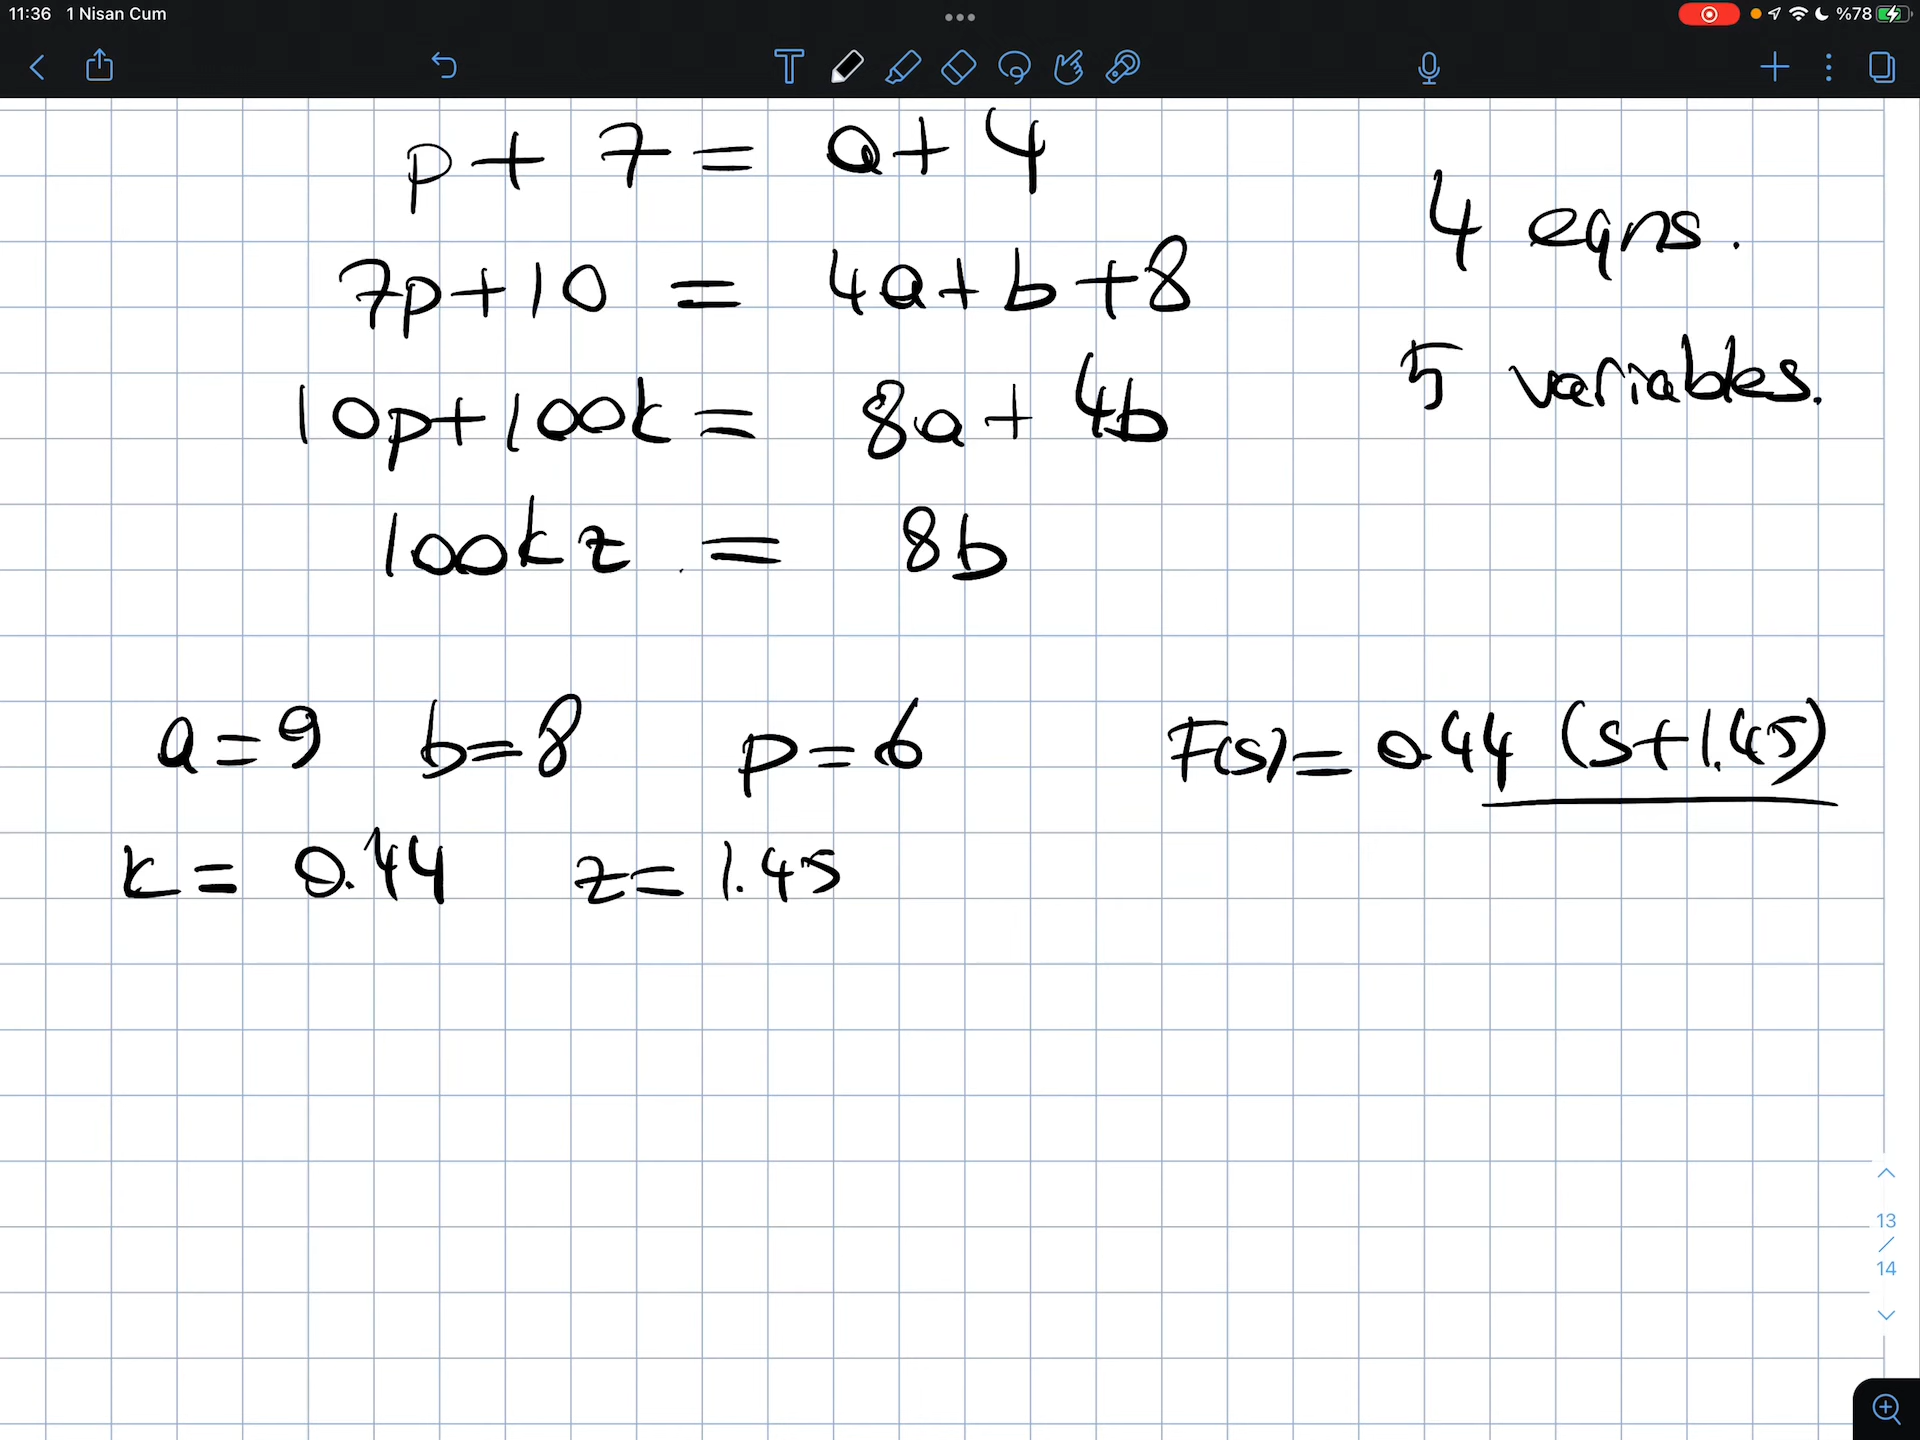 11:36 1 Nisan Cum
%78
p + 7 = a + 4
4 eqns.
7p + 10 = 4a + b + 8
5 variables.
10p + 100k = 8a + 4b
100kz = 8b
a = 9 b = 8 p = 6 F(s) = 0.44 (s + 1.45)
k = 0.44 z = 1.45
13
/
14